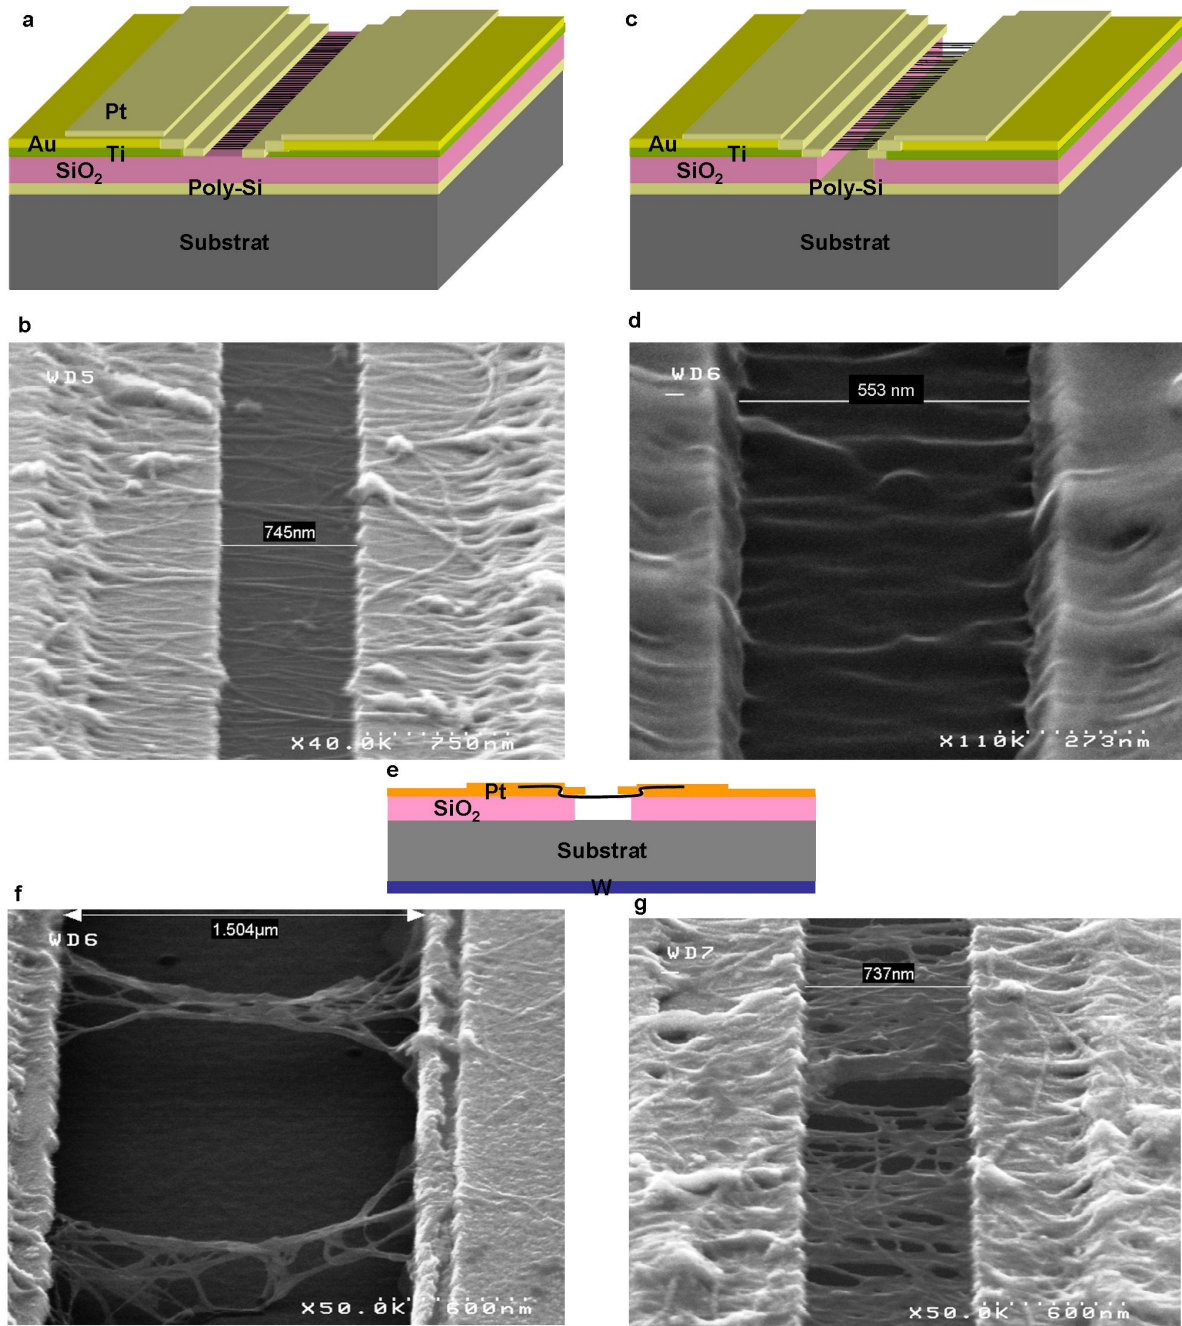 a
Pt
Au
Ti
SiO2
Poly-Si
Substrat
c
Pt
Au
Ti
SiO2
Poly-Si
Substrat
b
WD5
745nm
X40.0K 750nm
d
WD6
553 nm
X110K 273nm
e
Pt
SiO2
Substrat
W
f
1.504µm
WD6
X50.0K 600nm
g
WD7
737nm
X50.0K 600nm